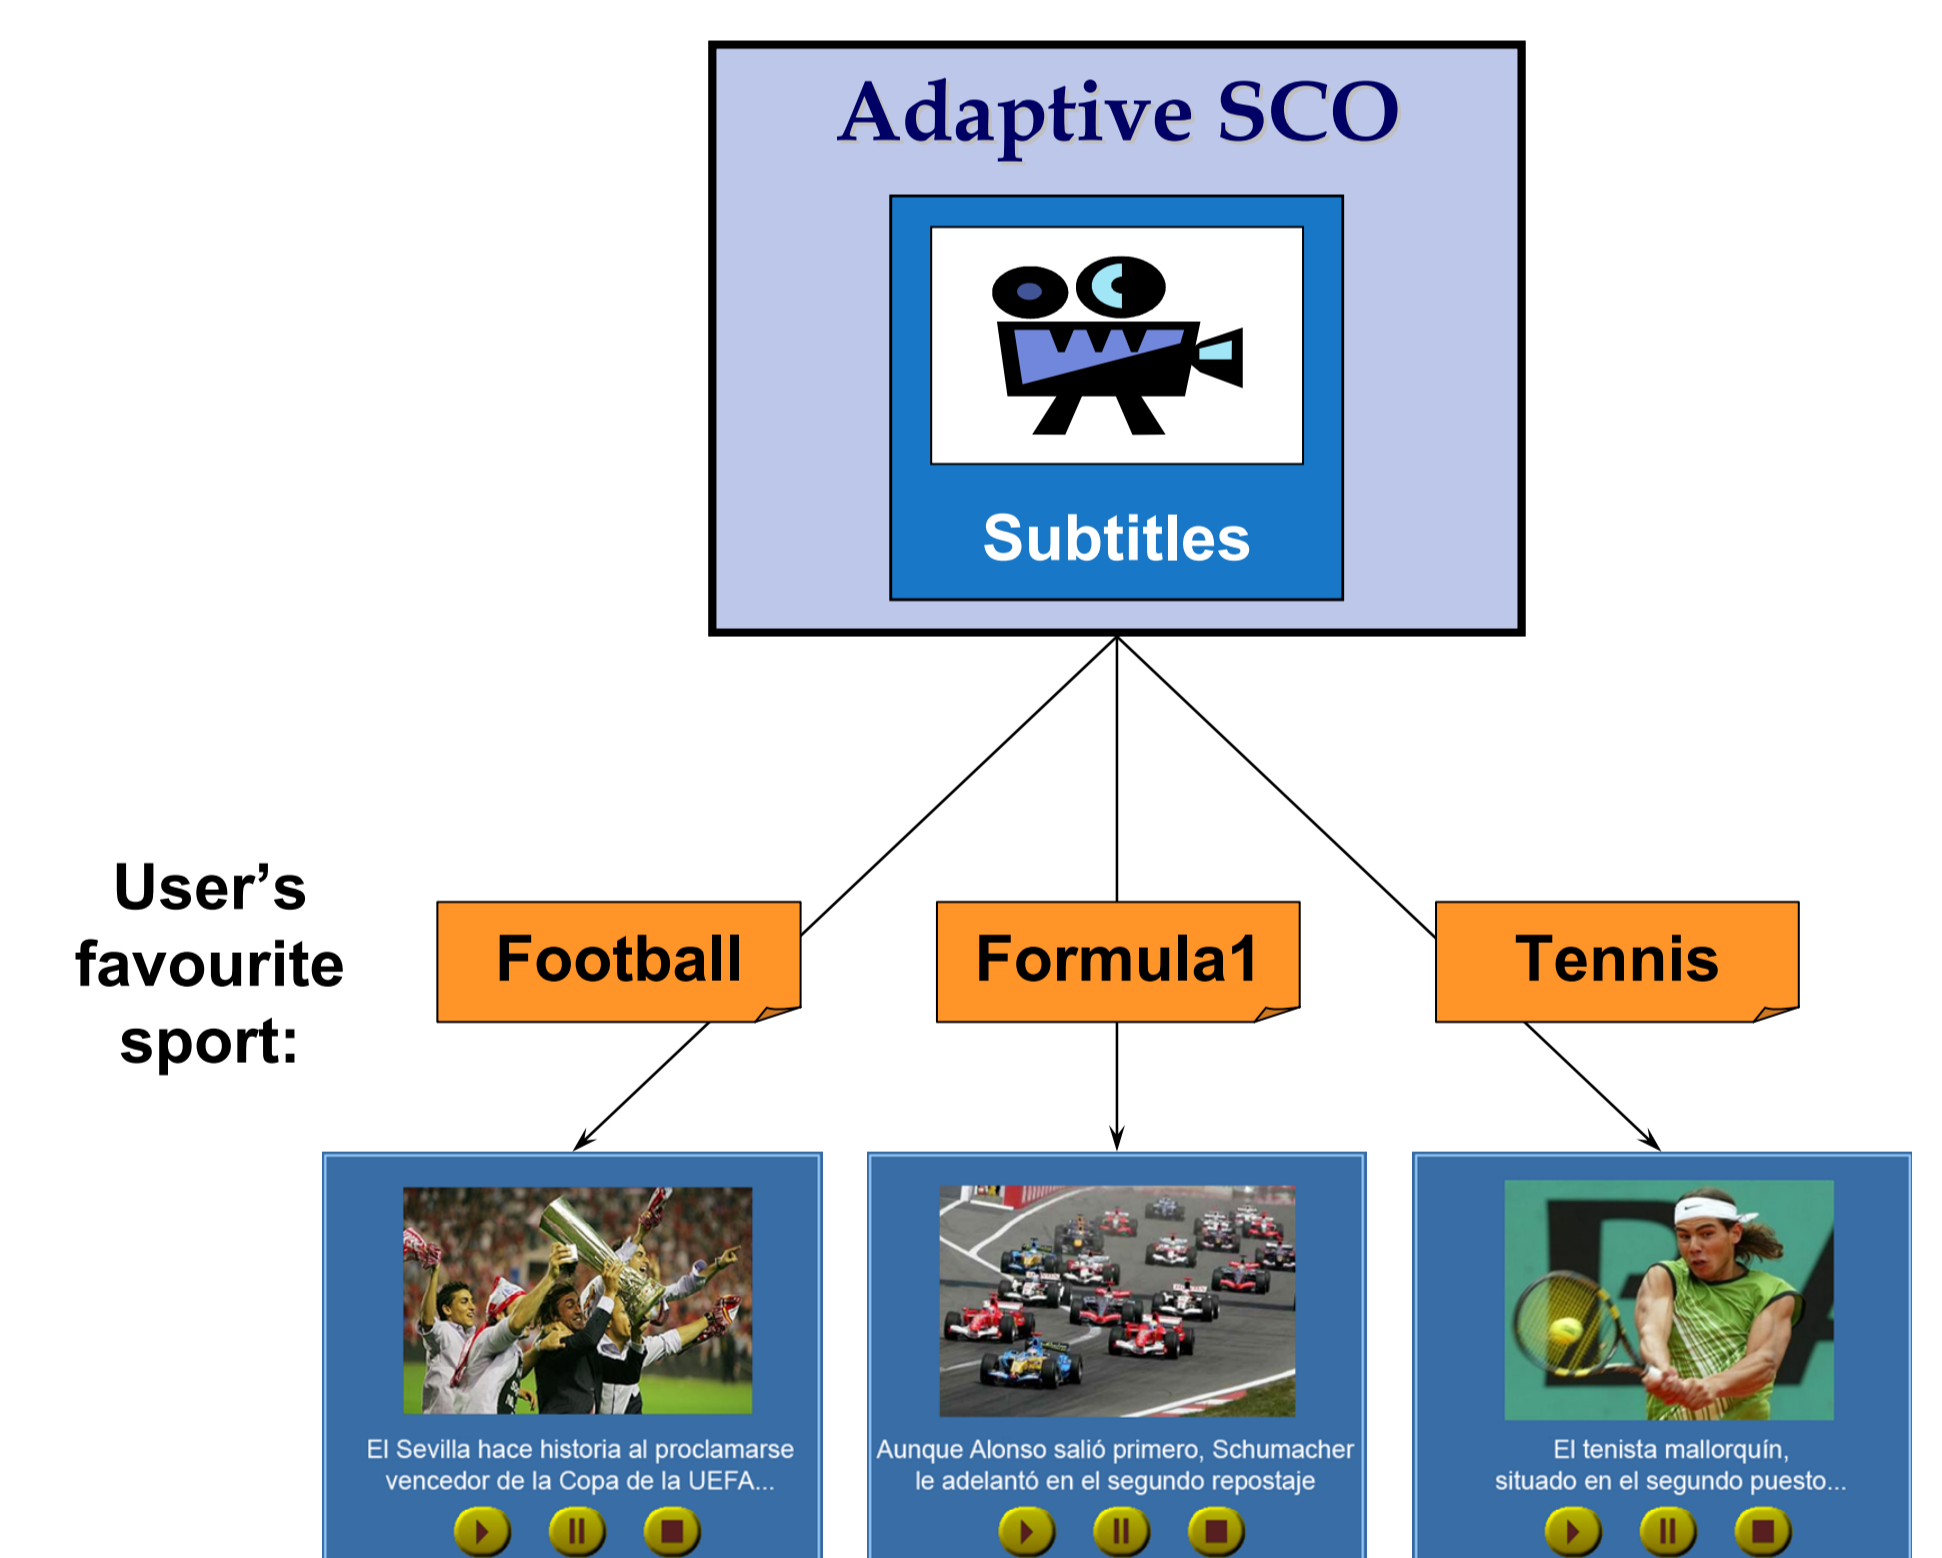 Adaptive SCO
Subtitles
User's
favourite
sport:
Football
Formula1
Tennis
El Sevilla hace historia al proclamarse
vencedor de la Copa de la UEFA...
Aunque Alonso salió primero, Schumacher
le adelantó en el segundo repostaje
El tenista mallorquín,
situado en el segundo puesto...